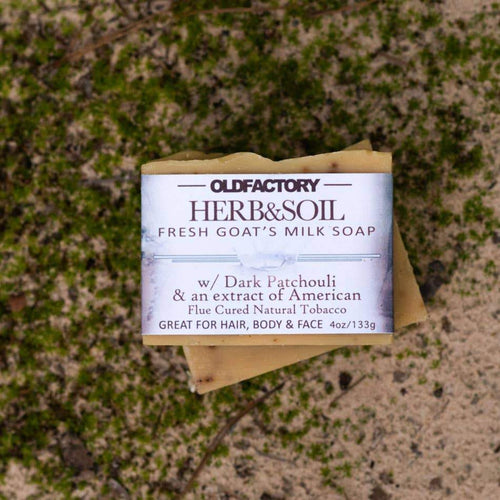 OLDFACTORY
HERB&SOIL
FRESH GOAT'S MILK SOAP
w/ Dark Patchouli
& an extract of American
Flue Cured Natural Tobacco
GREAT FOR HAIR, BODY & FACE 4oz/133g